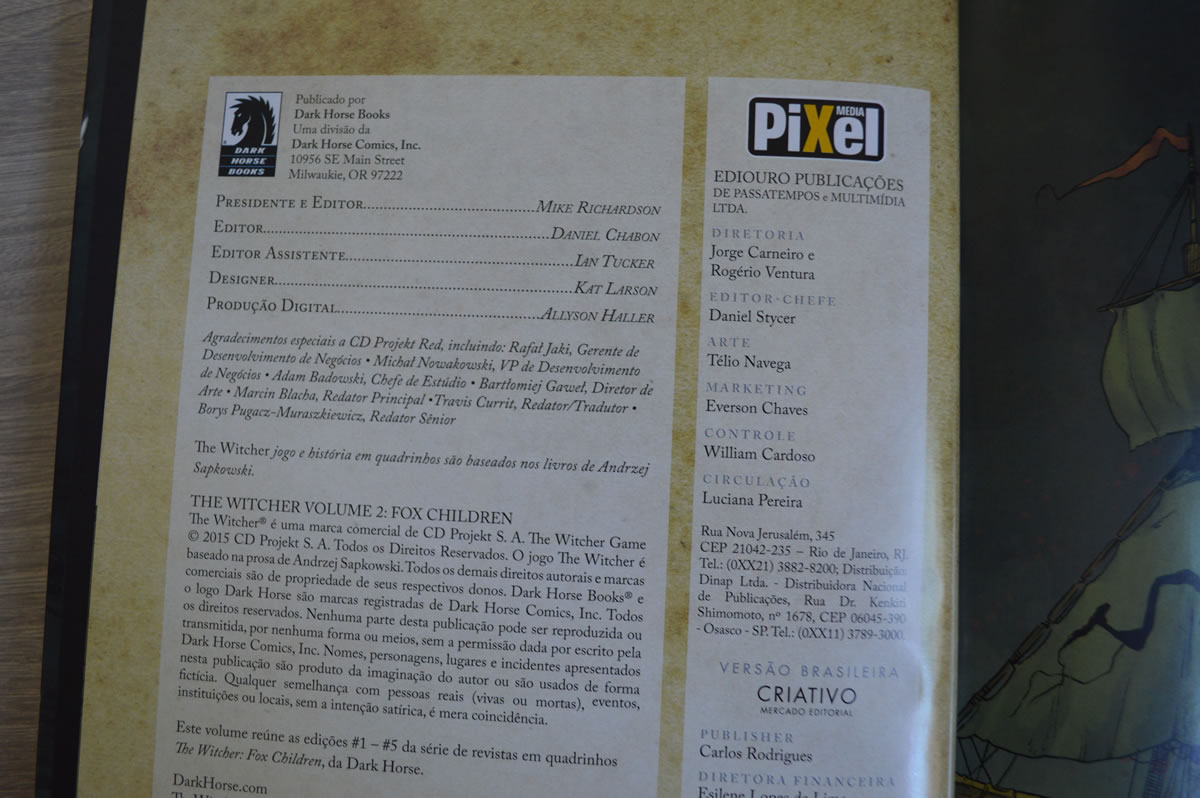 DARK
HORSE
BOOKS
Publicado por
Dark Horse Books
Uma divisão da
Dark Horse Comics, Inc.
10956 SE Main Street
Milwaukie, OR 97222
Presidente e Editor......................................Mike Richardson
Editor................................................................Daniel Chabon
Editor Assistente..................................................Ian Tucker
Designer...............................................................Kat Larson
Produção Digital.............................................Allyson Haller
Agradecimentos especiais a CD Projekt Red, incluindo: Rafał Jaki, Gerente de
Desenvolvimento de Negócios • Michał Nowakowski, VP de Desenvolvimento
de Negócios • Adam Badowski, Chefe de Estúdio • Bartłomiej Gaweł, Diretor de
Arte • Marcin Blacha, Redator Principal •Travis Currit, Redator/Tradutor •
Borys Pugacz-Muraszkiewicz, Redator Sênior
The Witcher jogo e história em quadrinhos são baseados nos livros de Andrzej
Sapkowski.
THE WITCHER VOLUME 2: FOX CHILDREN
The Witcher® é uma marca comercial de CD Projekt S. A. The Witcher Game
© 2015 CD Projekt S. A. Todos os Direitos Reservados. O jogo The Witcher é
baseado na prosa de Andrzej Sapkowski. Todos os demais direitos autorais e marcas
comerciais são de propriedade de seus respectivos donos. Dark Horse Books® e
o logo Dark Horse são marcas registradas de Dark Horse Comics, Inc. Todos
os direitos reservados. Nenhuma parte desta publicação pode ser reproduzida ou
transmitida, por nenhuma forma ou meios, sem a permissão dada por escrito pela
Dark Horse Comics, Inc. Nomes, personagens, lugares e incidentes apresentados
nesta publicação são produto da imaginação do autor ou são usados de forma
fictícia. Qualquer semelhança com pessoas reais (vivas ou mortas), eventos,
instituições ou locais, sem a intenção satírica, é mera coincidência.
Este volume reúne as edições #1 – #5 da série de revistas em quadrinhos
The Witcher: Fox Children, da Dark Horse.
DarkHorse.com
PiXel
MEDIA
EDIOURO PUBLICAÇÕES
DE PASSATEMPOS e MULTIMÍDIA
LTDA.
DIRETORIA
Jorge Carneiro e
Rogério Ventura
EDITOR-CHEFE
Daniel Stycer
ARTE
Télio Navega
MARKETING
Everson Chaves
CONTROLE
William Cardoso
CIRCULAÇÃO
Luciana Pereira
Rua Nova Jerusalém, 345
CEP 21042-235 – Rio de Janeiro, RJ.
Tel.: (0XX21) 3882-8200; Distribuição:
Dinap Ltda. - Distribuidora Nacional
de Publicações, Rua Dr. Kenkiti
Shimomoto, nº 1678, CEP 06045-390
- Osasco - SP. Tel.: (0XX11) 3789-3000.
VERSÃO BRASILEIRA
CRIATIVO
MERCADO EDITORIAL
PUBLISHER
Carlos Rodrigues
DIRETORA FINANCEIRA
Esilene Lopes de Lima